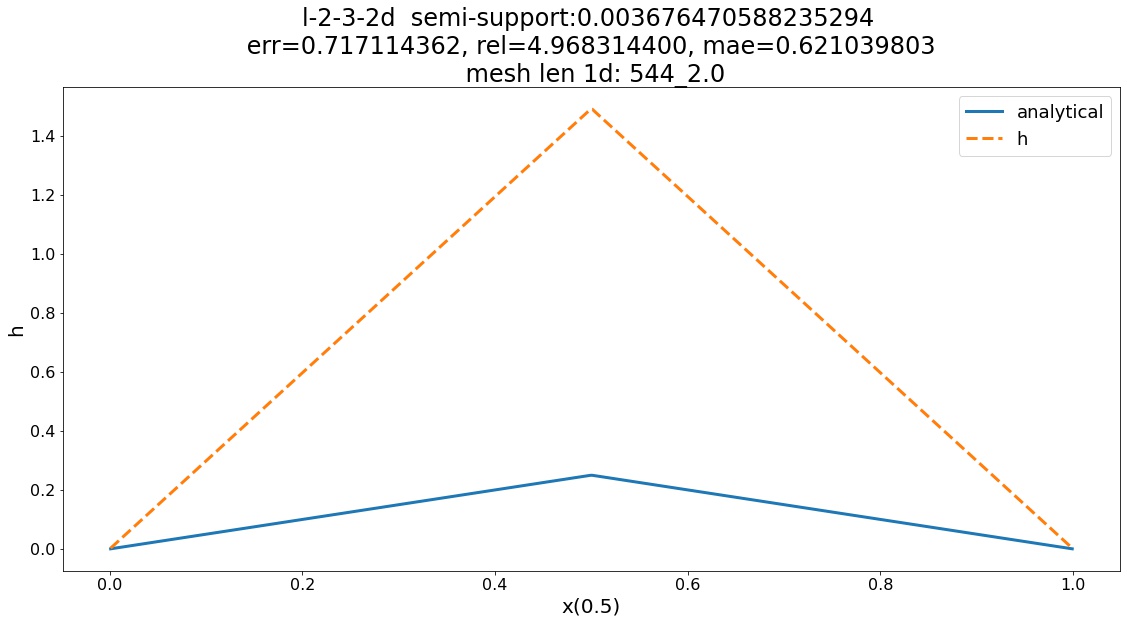 l-2-3-2d  semi-support:0.003676470588235294
err=0.717114362, rel=4.968314400, mae=0.621039803
mesh len 1d: 544_2.0
analytical
h
h
1.4
1.2
1.0
0.8
0.6
0.4
0.2
0.0
0.0 0.2 0.4 0.6 0.8 1.0
x(0.5)